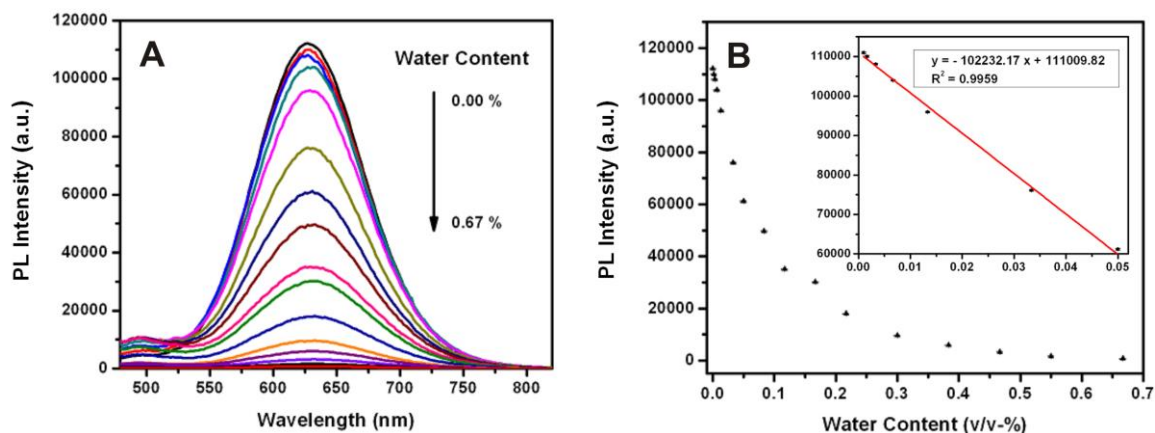 A
Water Content
0.00 %
0.67 %
PL Intensity (a.u.)
120000
100000
80000
60000
40000
20000
0
500 550 600 650 700 750 800
Wavelength (nm)
B
PL Intensity (a.u.)
120000
100000
80000
60000
40000
20000
0
0.0 0.1 0.2 0.3 0.4 0.5 0.6 0.7
Water Content (v/v-%)
y = - 102232.17 x + 111009.82
R² = 0.9959
110000
100000
90000
80000
70000
60000
0.00 0.01 0.02 0.03 0.04 0.05